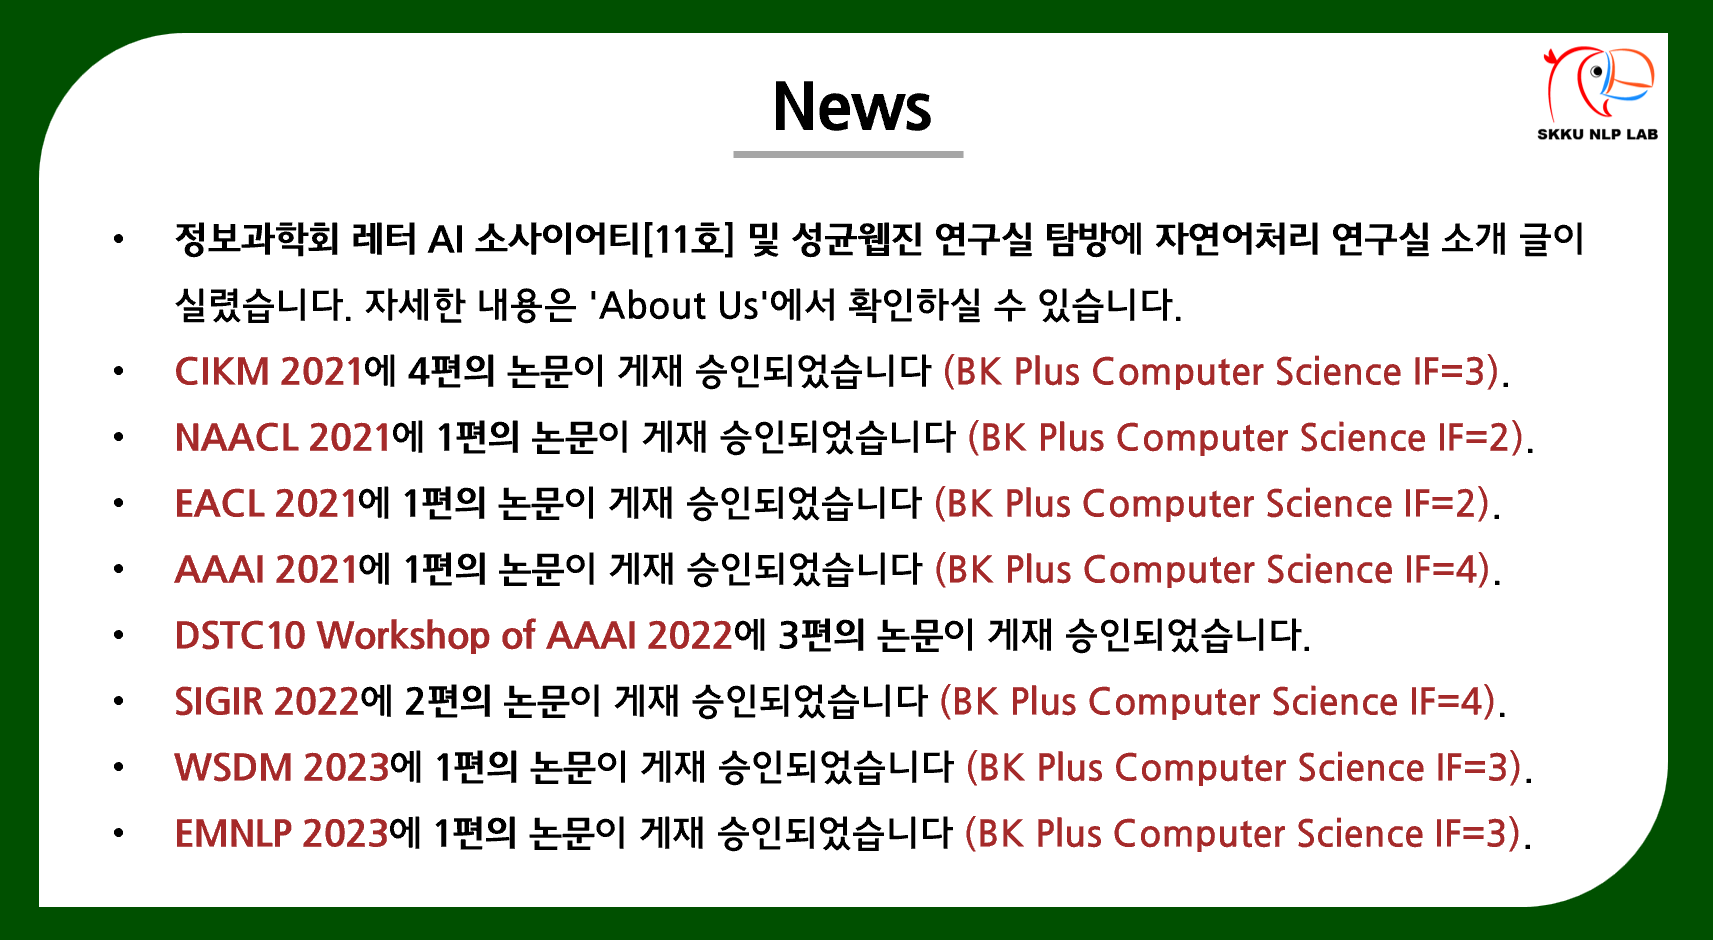 News
SKKU NLP LAB
• 정보과학회 레터 AI 소사이어티[11호] 및 성균웹진 연구실 탐방에 자연어처리 연구실 소개 글이
실렸습니다. 자세한 내용은 'About Us'에서 확인하실 수 있습니다.
• CIKM 2021에 4편의 논문이 게재 승인되었습니다 (BK Plus Computer Science IF=3).
• NAACL 2021에 1편의 논문이 게재 승인되었습니다 (BK Plus Computer Science IF=2).
• EACL 2021에 1편의 논문이 게재 승인되었습니다 (BK Plus Computer Science IF=2).
• AAAI 2021에 1편의 논문이 게재 승인되었습니다 (BK Plus Computer Science IF=4).
• DSTC10 Workshop of AAAI 2022에 3편의 논문이 게재 승인되었습니다.
• SIGIR 2022에 2편의 논문이 게재 승인되었습니다 (BK Plus Computer Science IF=4).
• WSDM 2023에 1편의 논문이 게재 승인되었습니다 (BK Plus Computer Science IF=3).
• EMNLP 2023에 1편의 논문이 게재 승인되었습니다 (BK Plus Computer Science IF=3).